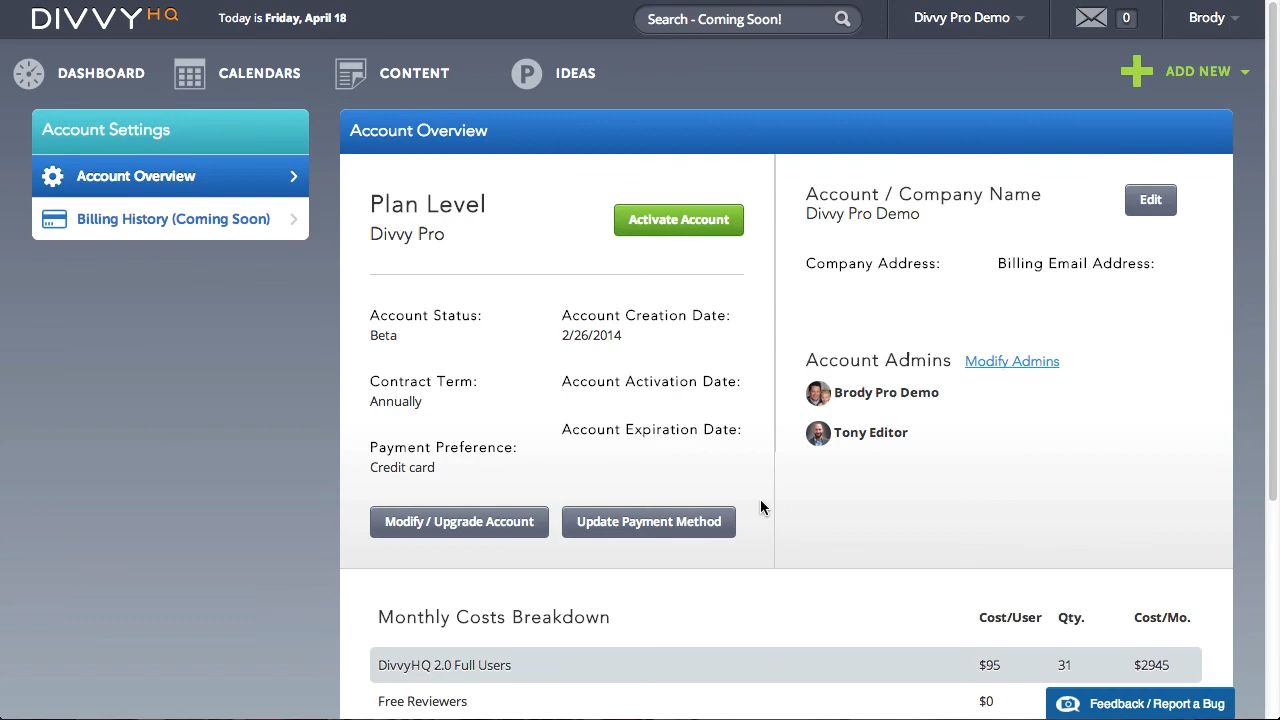 DIVVYHQ
Today is Friday, April 18
Search - Coming Soon!
Divvy Pro Demo
0
Brody
DASHBOARD
CALENDARS
CONTENT
P IDEAS
ADD NEW
Account Settings
Account Overview
Billing History (Coming Soon)
Account Overview
Plan Level
Divvy Pro
Activate Account
Account Status:
Beta
Account Creation Date:
2/26/2014
Contract Term:
Annually
Account Activation Date:
Account Expiration Date:
Payment Preference:
Credit card
Modify / Upgrade Account
Update Payment Method
Account / Company Name
Divvy Pro Demo
Edit
Company Address:
Billing Email Address:
Account Admins Modify Admins
Brody Pro Demo
Tony Editor
Monthly Costs Breakdown Cost/User Qty. Cost/Mo.
DivvyHQ 2.0 Full Users $95 31 $2945
Free Reviewers $0
Feedback / Report a Bug